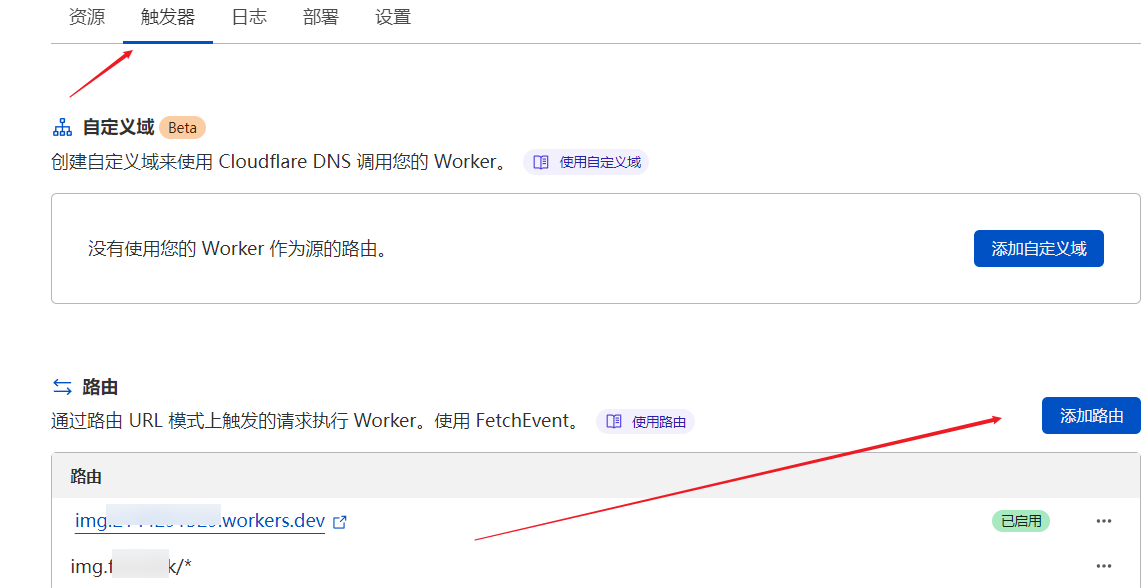 资源 触发器 日志 部署 设置
自定义域 Beta
创建自定义域来使用 Cloudflare DNS 调用您的 Worker。 使用自定义域
没有使用您的 Worker 作为源的路由。 添加自定义域
路由
通过路由 URL 模式上触发的请求执行 Worker。使用 FetchEvent。 使用路由 添加路由
路由
img. .workers.dev 已启用
img.f k/*